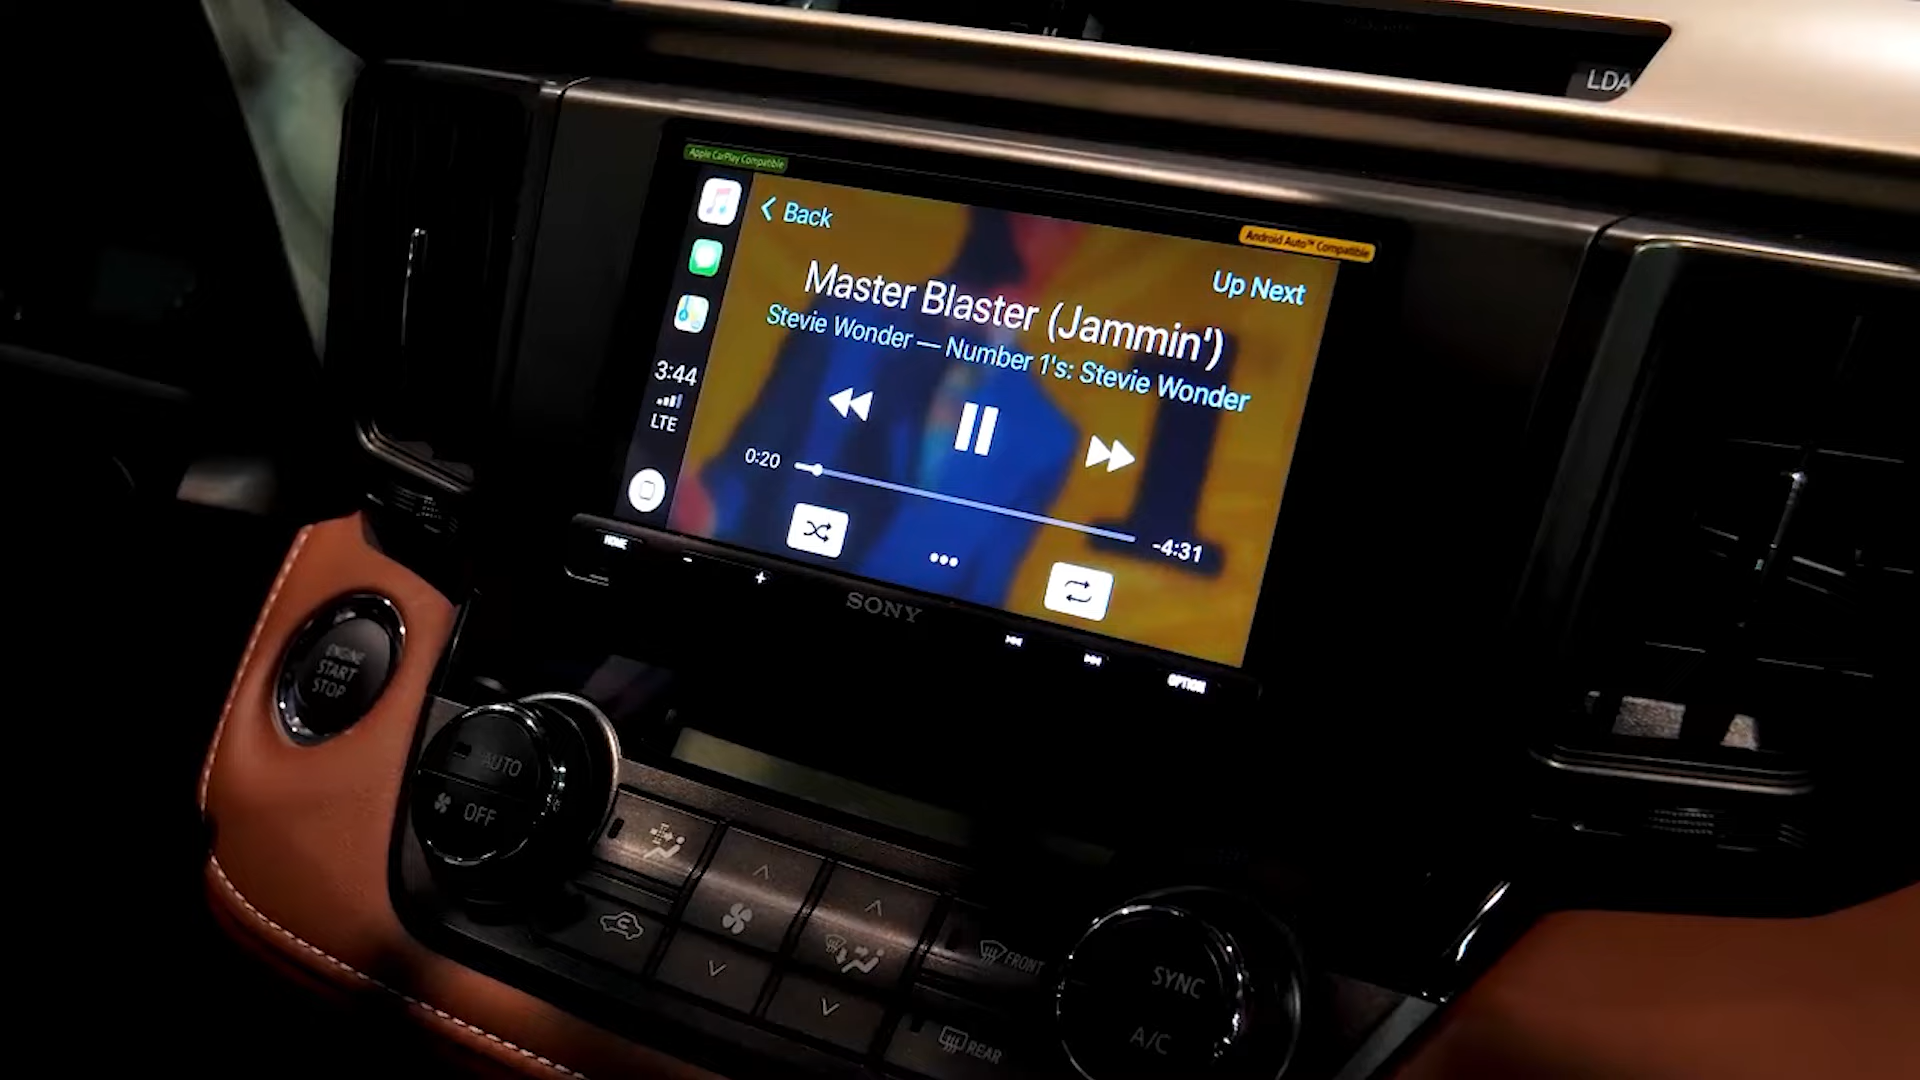 LDA
Apple CarPlay Compatible
Android Auto™ Compatible
Back
Up Next
Master Blaster (Jammin')
Stevie Wonder — Number 1's: Stevie Wonder
3:44
LTE
0:20
-4:31
HOME
- +
SONY
OPTION
ENGINE
START
STOP
AUTO
OFF
FRONT
REAR
SYNC
A/C